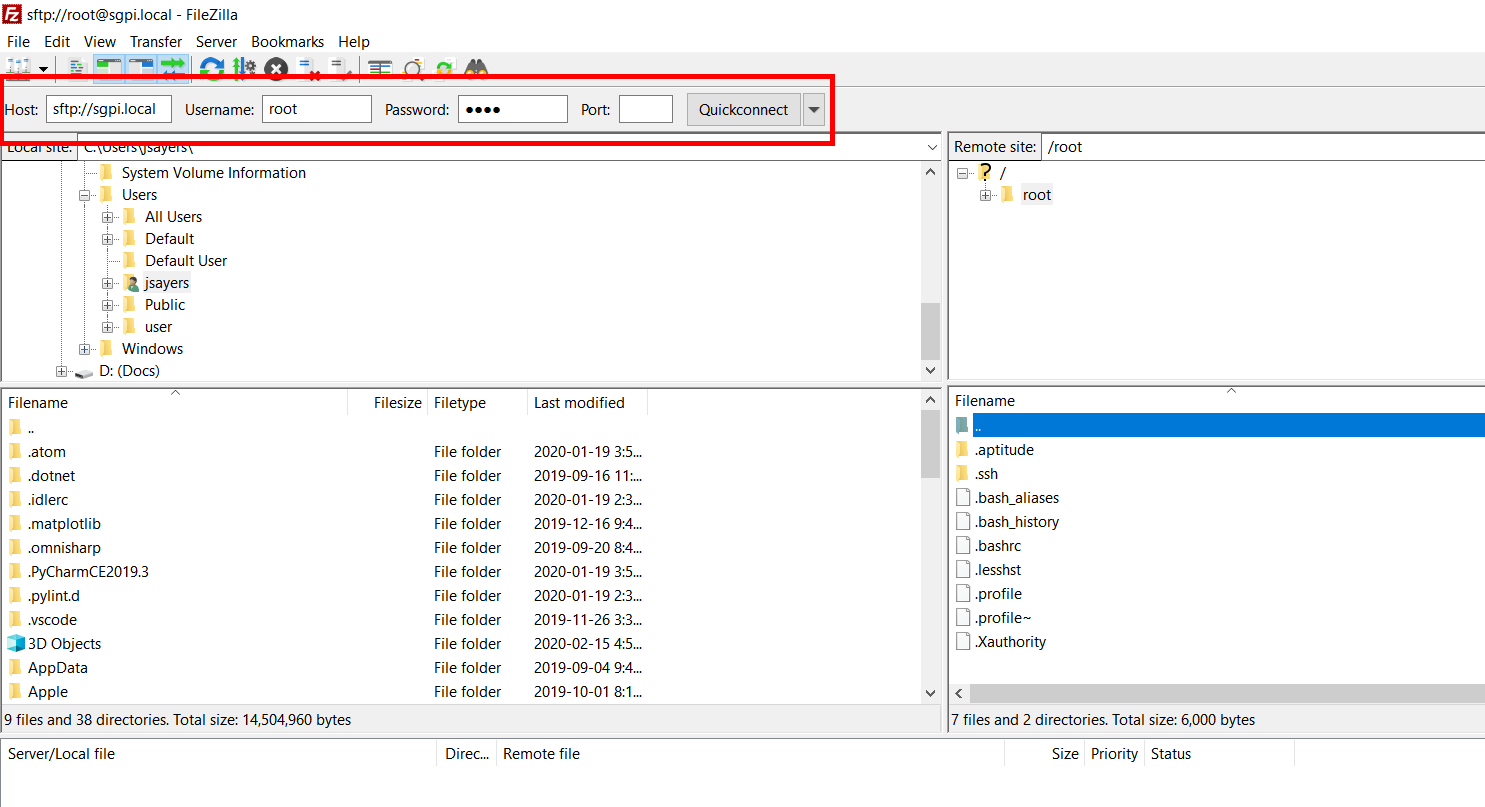 sftp://root@sgpi.local - FileZilla
File Edit View Transfer Server Bookmarks Help
Host: sftp://sgpi.local Username: root Password: •••• Port: Quickconnect
Local site: C:\Users\jsayers\
Remote site: /root
System Volume Information
Users
All Users
Default
Default User
jsayers
Public
user
Windows
D: (Docs)
/
root
Filename Filesize Filetype Last modified
..
.atom File folder 2020-01-19 3:5...
.dotnet File folder 2019-09-16 11:...
.idlerc File folder 2020-01-19 2:3...
.matplotlib File folder 2019-12-16 9:4...
.omnisharp File folder 2019-09-20 8:4...
.PyCharmCE2019.3 File folder 2020-01-19 3:5...
.pylint.d File folder 2020-01-19 2:3...
.vscode File folder 2019-11-26 3:3...
3D Objects File folder 2020-02-15 4:5...
AppData File folder 2019-09-04 9:4...
Apple File folder 2019-10-01 8:1...
9 files and 38 directories. Total size: 14,504,960 bytes
Filename
..
.aptitude
.ssh
.bash_aliases
.bash_history
.bashrc
.lesshst
.profile
.profile~
.Xauthority
7 files and 2 directories. Total size: 6,000 bytes
Server/Local file Direc... Remote file Size Priority Status